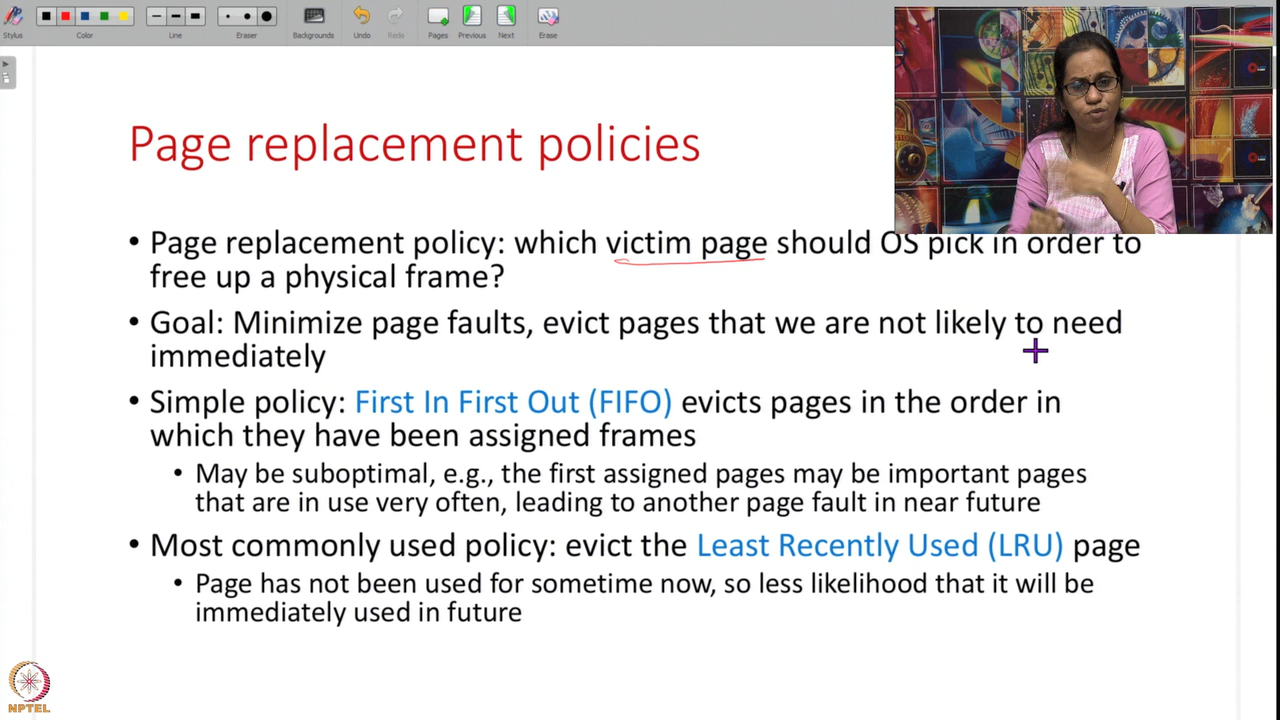 Stylus
Color
Line
Eraser
Backgrounds
Undo
Redo
Pages
Previous
Next
Erase
Page replacement policies
• Page replacement policy: which victim page should OS pick in order to
free up a physical frame?
• Goal: Minimize page faults, evict pages that we are not likely to need
immediately
• Simple policy: First In First Out (FIFO) evicts pages in the order in
which they have been assigned frames
• May be suboptimal, e.g., the first assigned pages may be important pages
that are in use very often, leading to another page fault in near future
• Most commonly used policy: evict the Least Recently Used (LRU) page
• Page has not been used for sometime now, so less likelihood that it will be
immediately used in future
NPTEL